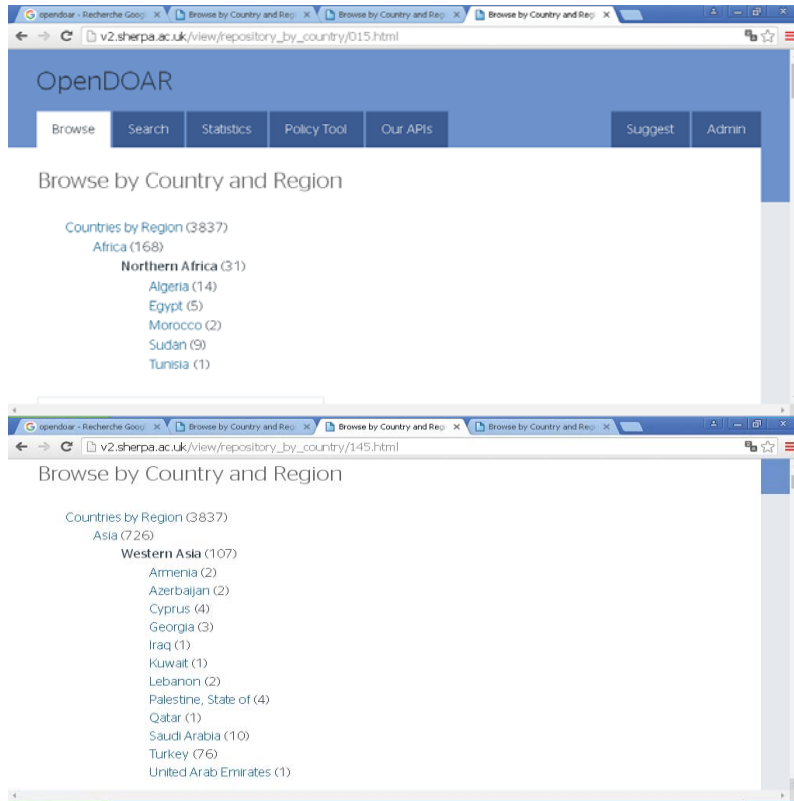 opendoar - Recherche Goog X Browse by Country and Reg X Browse by Country and Reg X Browse by Country and Reg X
v2.sherpa.ac.uk/view/repository_by_country/015.html
OpenDOAR
Browse Search Statistics Policy Tool Our APIs Suggest Admin
Browse by Country and Region
Countries by Region (3837)
Africa (168)
Northern Africa (31)
Algeria (14)
Egypt (5)
Morocco (2)
Sudan (9)
Tunisia (1)
opendoar - Recherche Goog X Browse by Country and Reg X Browse by Country and Reg X Browse by Country and Reg X
v2.sherpa.ac.uk/view/repository_by_country/145.html
Browse by Country and Region
Countries by Region (3837)
Asia (726)
Western Asia (107)
Armenia (2)
Azerbaijan (2)
Cyprus (4)
Georgia (3)
Iraq (1)
Kuwait (1)
Lebanon (2)
Palestine, State of (4)
Qatar (1)
Saudi Arabia (10)
Turkey (76)
United Arab Emirates (1)